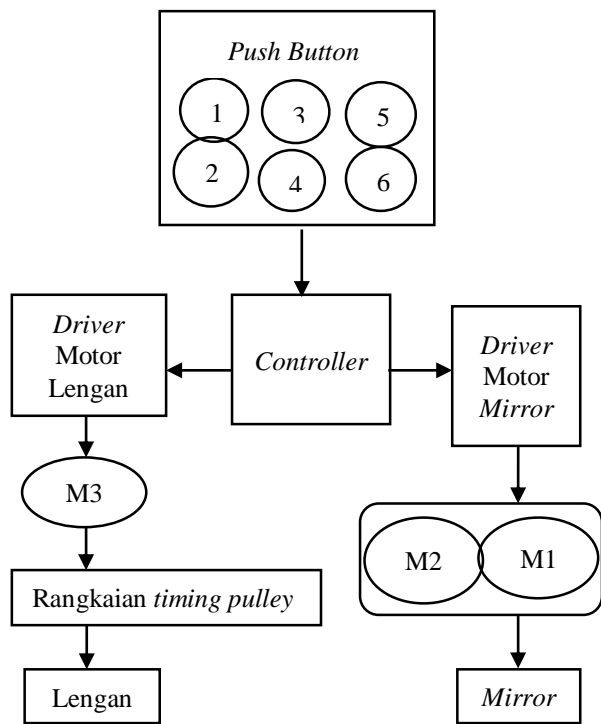 Push Button
1 3 5
2 4 6
Driver
Motor
Lengan
Controller
Driver
Motor
Mirror
M3
M2 M1
Rangkaian timing pulley
Lengan
Mirror